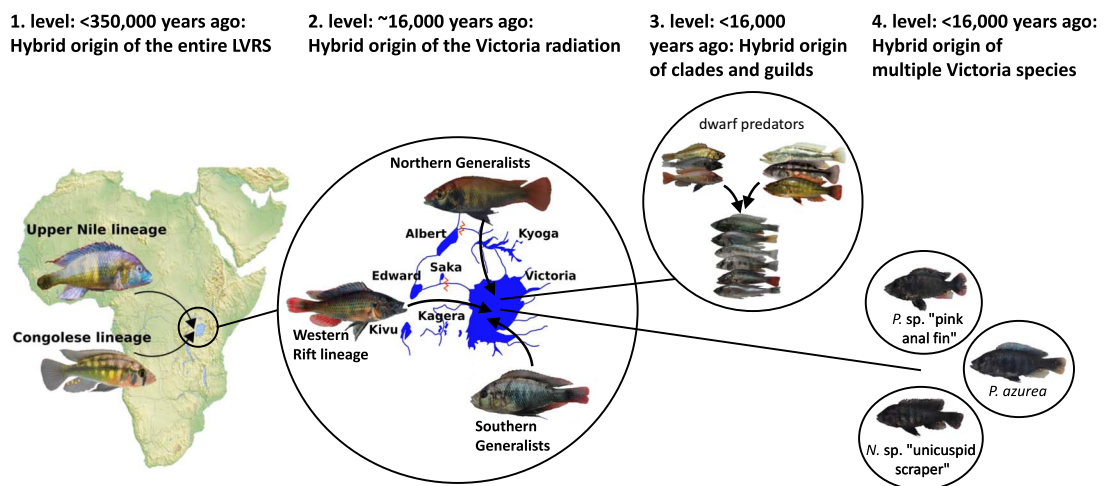 1. level: <350,000 years ago:
Hybrid origin of the entire LVRS
2. level: ~16,000 years ago:
Hybrid origin of the Victoria radiation
3. level: <16,000
years ago: Hybrid origin
of clades and guilds
4. level: <16,000 years ago:
Hybrid origin of
multiple Victoria species
Upper Nile lineage
Congolese lineage
Northern Generalists
Albert
Kyoga
Edward
Saka
Victoria
Kagera
Kivu
Western
Rift lineage
Southern
Generalists
dwarf predators
P. sp. "pink
anal fin"
P. azurea
N. sp. "unicuspid
scraper"